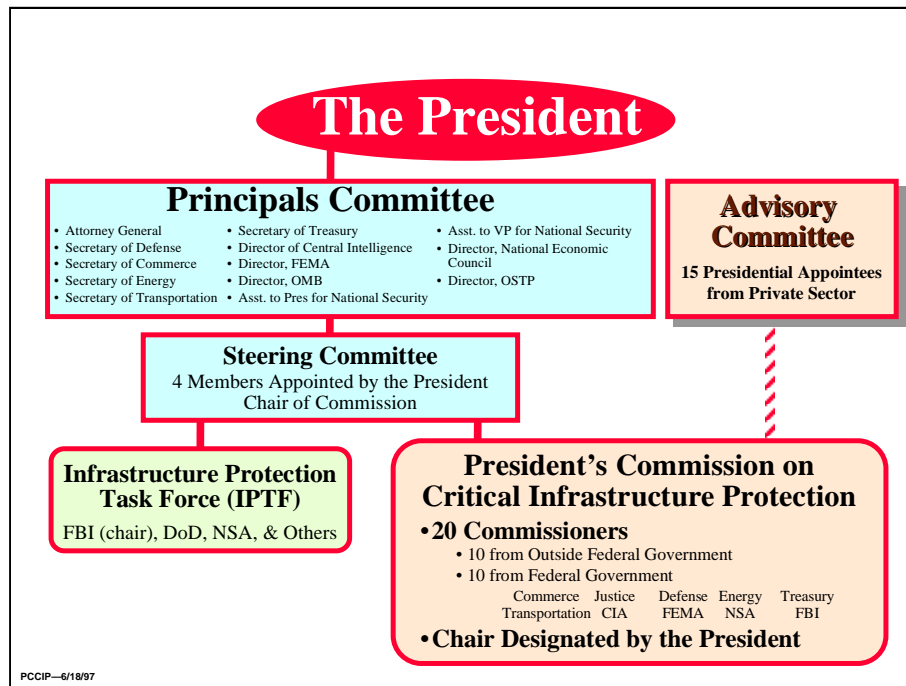 The President
Principals Committee
• Attorney General
• Secretary of Defense
• Secretary of Commerce
• Secretary of Energy
• Secretary of Transportation
• Secretary of Treasury
• Director of Central Intelligence
• Director, FEMA
• Director, OMB
• Asst. to Pres for National Security
• Asst. to VP for National Security
• Director, National Economic
Council
• Director, OSTP
Advisory
Committee
15 Presidential Appointees
from Private Sector
Steering Committee
4 Members Appointed by the President
Chair of Commission
Infrastructure Protection
Task Force (IPTF)
FBI (chair), DoD, NSA, & Others
President’s Commission on
Critical Infrastructure Protection
•20 Commissioners
• 10 from Outside Federal Government
• 10 from Federal Government
Commerce Justice Defense Energy Treasury
Transportation CIA FEMA NSA FBI
•Chair Designated by the President
PCCIP—6/18/97